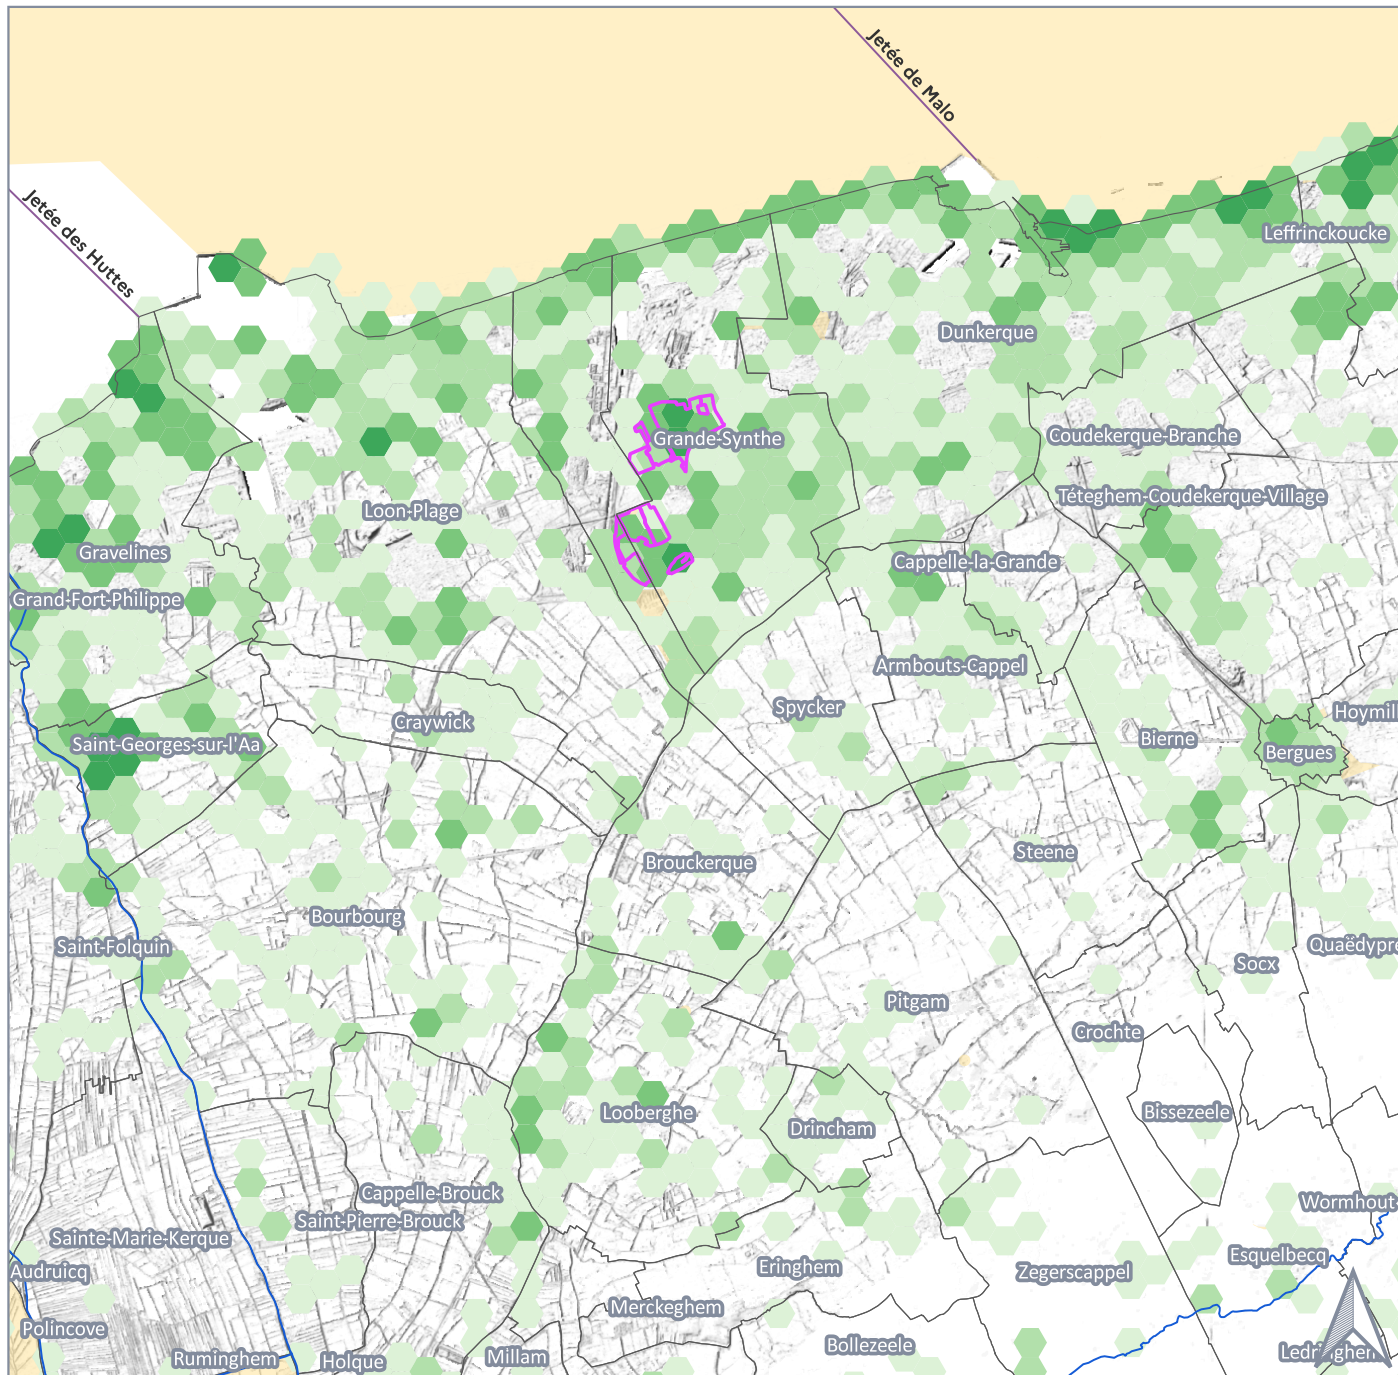 Jetée de Malo
Jetée des Huttes
Leffrinckoucke
Dunkerque
Grande-Synthe
Coudekerque-Branche
Téteghem-Coudekerque-Village
Loon-Plage
Gravelines
Cappelle-la-Grande
Grand-Fort-Philippe
Armbouts-Cappel
Spycker
Hoymill
Craywick
Bierne
Saint-Georges-sur-l'Aa
Bergues
Steene
Brouckerque
Bourbourg
Saint-Folquin
Quaëdypre
Socx
Pitgam
Crochte
Looberghe
Bissezeele
Drincham
Cappelle-Brouck
Wormhout
Saint-Pierre-Brouck
Sainte-Marie-Kerque
Esquelbecq
Audruicq
Eringhem
Zegerscappel
Merckeghem
Polincove
Bollezeele
Ruminghem
Holque
Millam